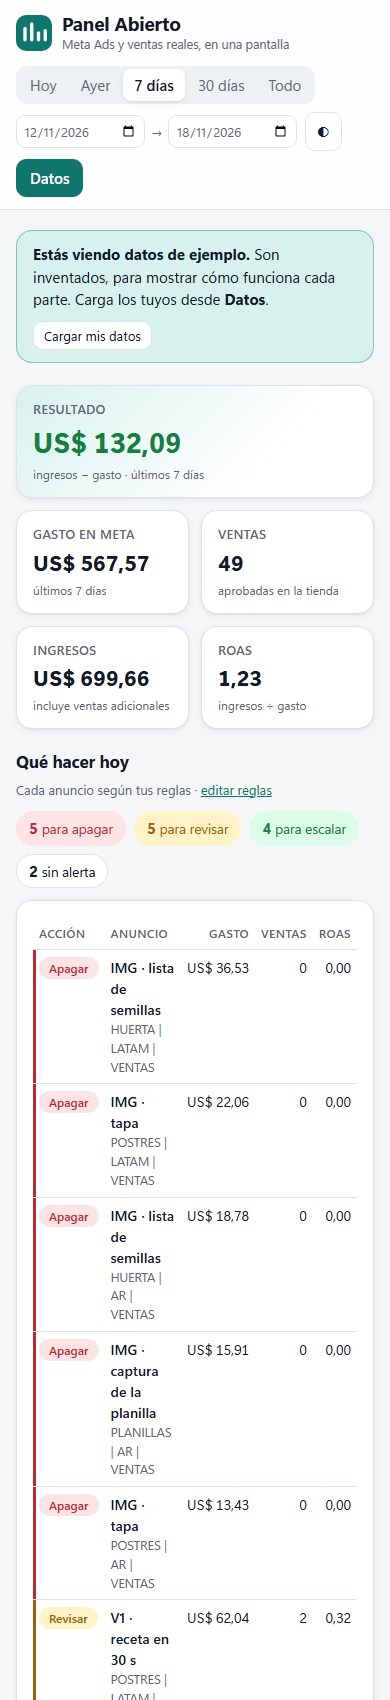 Panel Abierto
Meta Ads y ventas reales, en una pantalla
Hoy Ayer 7 días 30 días Todo
12/11/2026 → 18/11/2026
Datos
Estás viendo datos de ejemplo. Son
inventados, para mostrar cómo funciona cada
parte. Carga los tuyos desde Datos.
Cargar mis datos
RESULTADO
US$ 132,09
ingresos − gasto · últimos 7 días
GASTO EN META
US$ 567,57
últimos 7 días
VENTAS
49
aprobadas en la tienda
INGRESOS
US$ 699,66
incluye ventas adicionales
ROAS
1,23
ingresos ÷ gasto
Qué hacer hoy
Cada anuncio según tus reglas · editar reglas
5 para apagar 5 para revisar 4 para escalar
2 sin alerta
ACCIÓN ANUNCIO GASTO VENTAS ROAS
Apagar IMG · lista US$ 36,53 0 0,00
de
semillas
HUERTA |
LATAM |
VENTAS
Apagar IMG · US$ 22,06 0 0,00
tapa
POSTRES |
LATAM |
VENTAS
Apagar IMG · lista US$ 18,78 0 0,00
de
semillas
HUERTA |
AR |
VENTAS
Apagar IMG · US$ 15,91 0 0,00
captura
de la
planilla
PLANILLAS
| AR |
VENTAS
Apagar IMG · US$ 13,43 0 0,00
tapa
POSTRES |
AR |
VENTAS
Revisar V1 · US$ 62,04 2 0,32
receta en
30 s
POSTRES |
LATAM |